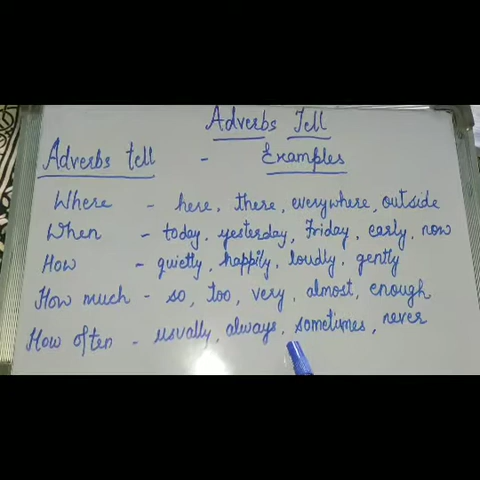 Adverbs Tell
Adverbs tell - Examples
Where - here, there, everywhere, outside
When - today, yesterday, Friday, early, now
How - quietly, happily, loudly, gently
How much - so, too, very, almost, enough
How often - usually, always, sometimes, never